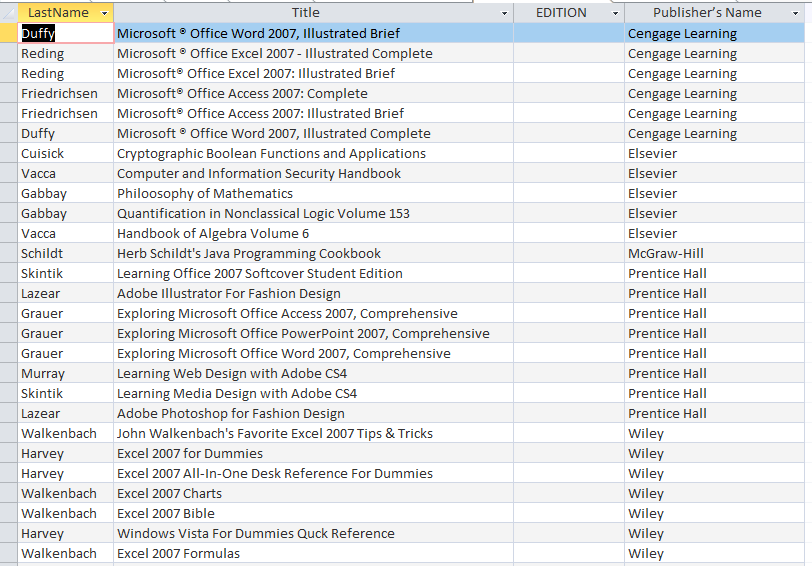 LastName Title EDITION Publisher's Name
Duffy Microsoft ® Office Word 2007, Illustrated Brief Cengage Learning
Reding Microsoft ® Office Excel 2007 - Illustrated Complete Cengage Learning
Reding Microsoft® Office Excel 2007: Illustrated Brief Cengage Learning
Friedrichsen Microsoft® Office Access 2007: Complete Cengage Learning
Friedrichsen Microsoft® Office Access 2007: Illustrated Brief Cengage Learning
Duffy Microsoft ® Office Word 2007, Illustrated Complete Cengage Learning
Cuisick Cryptographic Boolean Functions and Applications Elsevier
Vacca Computer and Information Security Handbook Elsevier
Gabbay Philoosophy of Mathematics Elsevier
Gabbay Quantification in Nonclassical Logic Volume 153 Elsevier
Vacca Handbook of Algebra Volume 6 Elsevier
Schildt Herb Schildt's Java Programming Cookbook McGraw-Hill
Skintik Learning Office 2007 Softcover Student Edition Prentice Hall
Lazear Adobe Illustrator For Fashion Design Prentice Hall
Grauer Exploring Microsoft Office Access 2007, Comprehensive Prentice Hall
Grauer Exploring Microsoft Office PowerPoint 2007, Comprehensive Prentice Hall
Grauer Exploring Microsoft Office Word 2007, Comprehensive Prentice Hall
Murray Learning Web Design with Adobe CS4 Prentice Hall
Skintik Learning Media Design with Adobe CS4 Prentice Hall
Lazear Adobe Photoshop for Fashion Design Prentice Hall
Walkenbach John Walkenbach's Favorite Excel 2007 Tips & Tricks Wiley
Harvey Excel 2007 for Dummies Wiley
Harvey Excel 2007 All-In-One Desk Reference For Dummies Wiley
Walkenbach Excel 2007 Charts Wiley
Walkenbach Excel 2007 Bible Wiley
Harvey Windows Vista For Dummies Quck Reference Wiley
Walkenbach Excel 2007 Formulas Wiley